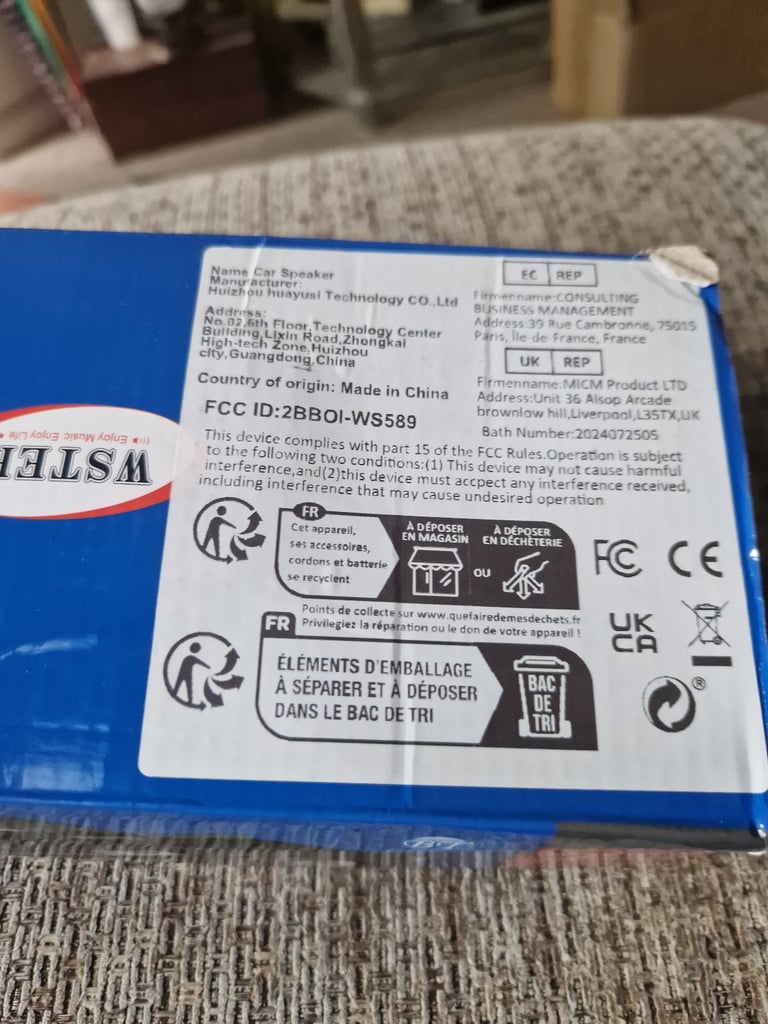 Name Car Speaker
Manufacturer:
Huizhou huayusi Technology CO.,Ltd
Address:
No.02,6th Floor,Technology Center
Building,Lixin Road,Zhongkai
High-tech Zone,Huizhou
city,Guangdong,China
Country of origin: Made in China
FCC ID:2BBOI-WS589
EC REP
Firmenname:CONSULTING
BUSINESS MANAGEMENT
Address:39 Rue Cambronne, 75015
Paris, Île-de-France, France
UK REP
Firmenname:MICM Product LTD
Address:Unit 36 Alsop Arcade
brownlow hill,Liverpool,L35TX,UK
Bath Number:2024072505
This device complies with part 15 of the FCC Rules.Operation is subject
to the following two conditions:(1) This device may not cause harmful
interference,and(2)this device must accpect any interference received,
including interference that may cause undesired operation
FR
Cet appareil,
ses accessoires,
cordons et batterie
se recyclent
À DÉPOSER
EN MAGASIN
OU
À DÉPOSER
EN DÉCHÈTERIE
FC
CE
Points de collecte sur www.quefairedemesdechets.fr
Privilegiez la réparation ou le don de votre appareil !
UK
CA
FR
ÉLÉMENTS D'EMBALLAGE
À SÉPARER ET À DÉPOSER
DANS LE BAC DE TRI
BAC
DE
TRI
®
WSTER
Enjoy Music Enjoy Life